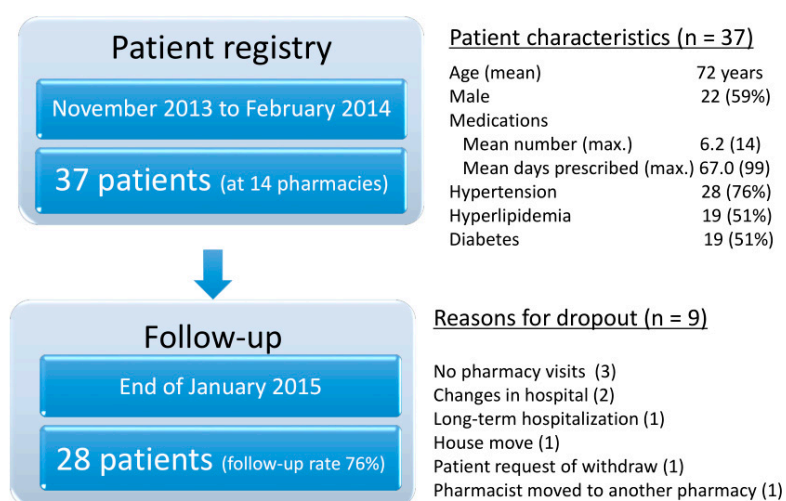 Patient registry
November 2013 to February 2014
37 patients (at 14 pharmacies)
Patient characteristics (n = 37)
Age (mean) 72 years
Male 22 (59%)
Medications
Mean number (max.) 6.2 (14)
Mean days prescribed (max.) 67.0 (99)
Hypertension 28 (76%)
Hyperlipidemia 19 (51%)
Diabetes 19 (51%)
Follow-up
End of January 2015
28 patients (follow-up rate 76%)
Reasons for dropout (n = 9)
No pharmacy visits (3)
Changes in hospital (2)
Long-term hospitalization (1)
House move (1)
Patient request of withdraw (1)
Pharmacist moved to another pharmacy (1)